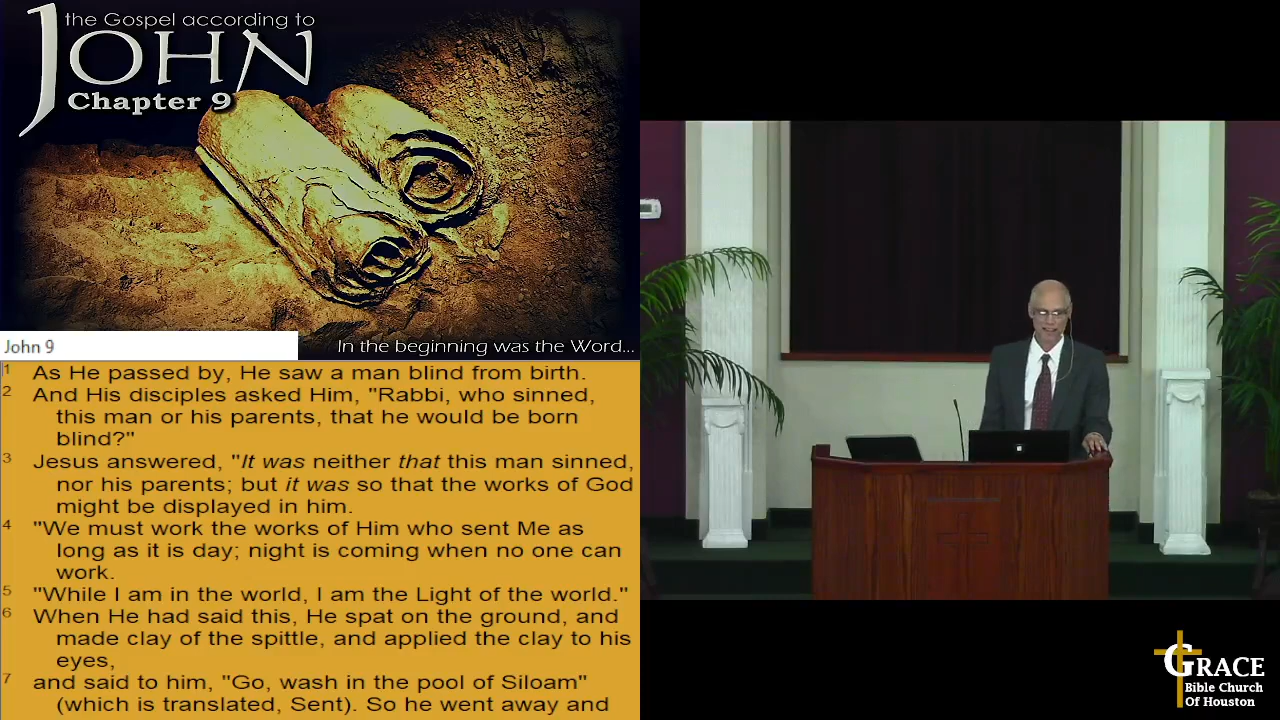 the Gospel according to
JOHN
Chapter 9
In the beginning was the Word...
John 9
1 As He passed by, He saw a man blind from birth.
2 And His disciples asked Him, "Rabbi, who sinned,
this man or his parents, that he would be born
blind?"
3 Jesus answered, "It was neither that this man sinned,
nor his parents; but it was so that the works of God
might be displayed in him.
4 "We must work the works of Him who sent Me as
long as it is day; night is coming when no one can
work.
5 "While I am in the world, I am the Light of the world."
6 When He had said this, He spat on the ground, and
made clay of the spittle, and applied the clay to his
eyes,
7 and said to him, "Go, wash in the pool of Siloam"
(which is translated, Sent). So he went away and
GRACE
Bible Church
Of Houston